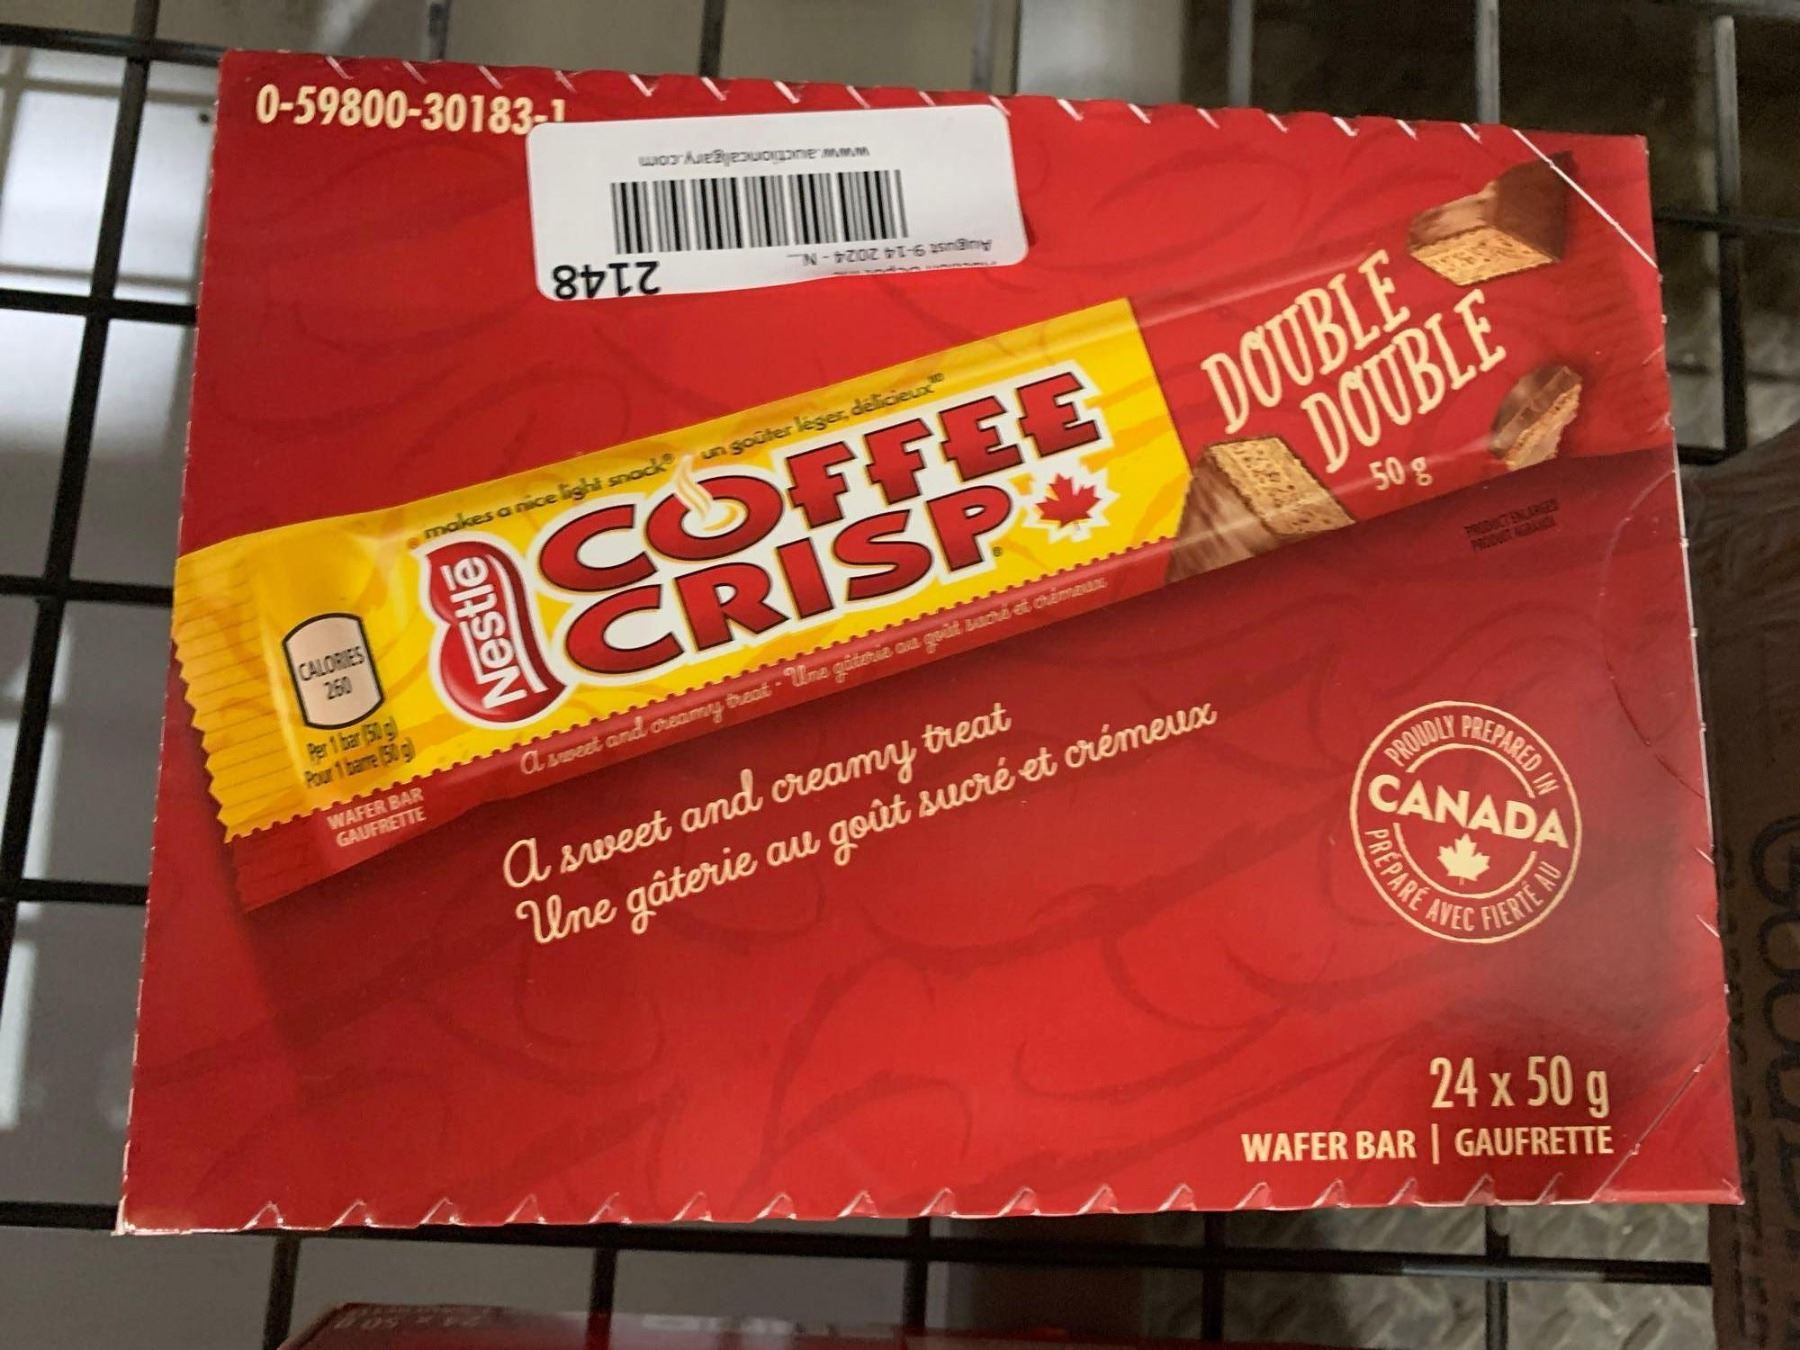 0-59800-30183-1
www.auctioncalgary.com
2148
August 9-14 2024 - N...
makes a nice light snack® un goûter léger, délicieux MD
Nestlé
COFFEE
CRISP®
DOUBLE
DOUBLE
50 g
PRODUCT ENLARGED
PRODUIT AGRANDI
CALORIES
260
Per 1 bar (50 g)
Pour 1 barre (50 g)
WAFER BAR
GAUFRETTE
A sweet and creamy treat - Une gâterie au goût sucré et crémeux
A sweet and creamy treat
Une gâterie au goût sucré et crémeux
PROUDLY PREPARED IN
CANADA
PRÉPARÉ AVEC FIERTÉ AU
24 x 50 g
WAFER BAR | GAUFRETTE